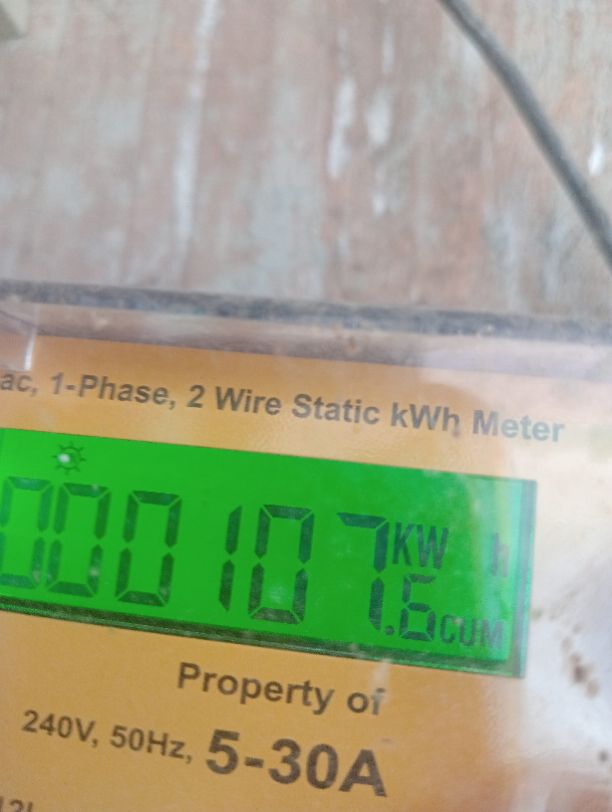 ac, 1-Phase, 2 Wire Static kWh Meter
000107.6 KW h
CUM
Property of
240V, 50Hz, 5-30A